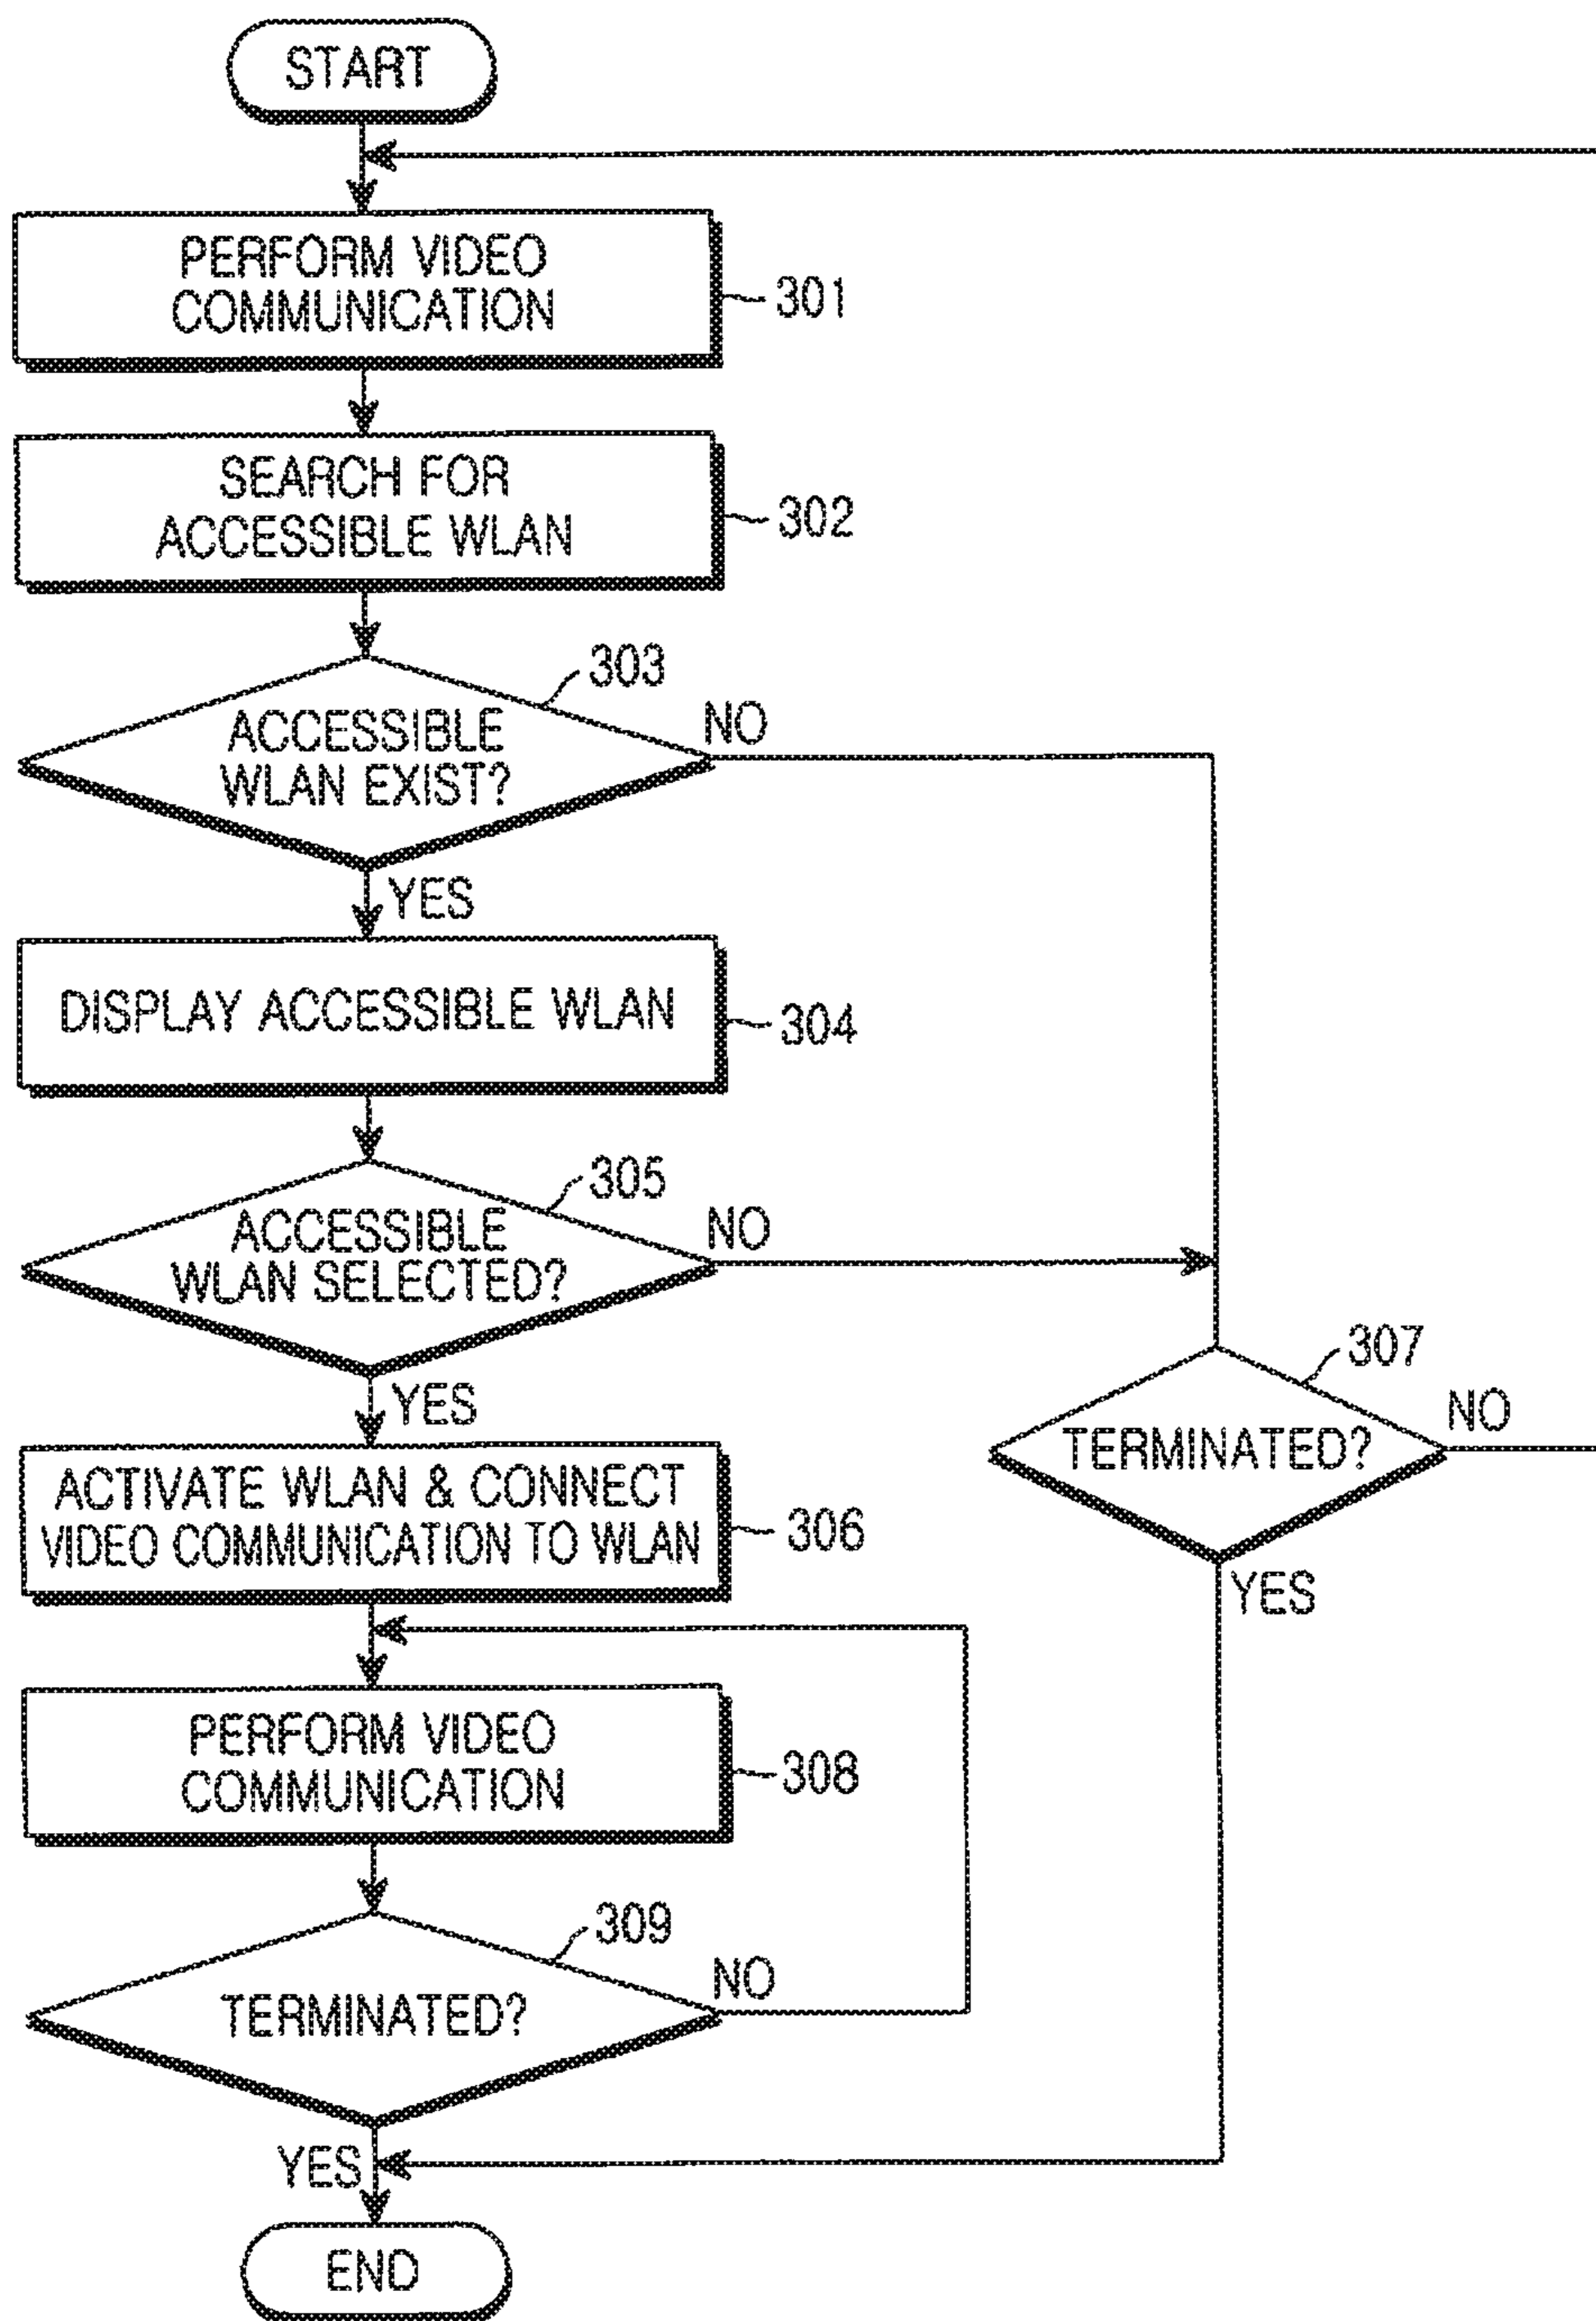 START
PERFORM VIDEO
COMMUNICATION
301
SEARCH FOR
ACCESSIBLE WLAN
302
303
ACCESSIBLE
WLAN EXIST?
NO
YES
DISPLAY ACCESSIBLE WLAN
304
305
ACCESSIBLE
WLAN SELECTED?
NO
YES
307
TERMINATED?
NO
YES
ACTIVATE WLAN & CONNECT
VIDEO COMMUNICATION TO WLAN
306
PERFORM VIDEO
COMMUNICATION
308
309
TERMINATED?
NO
YES
END